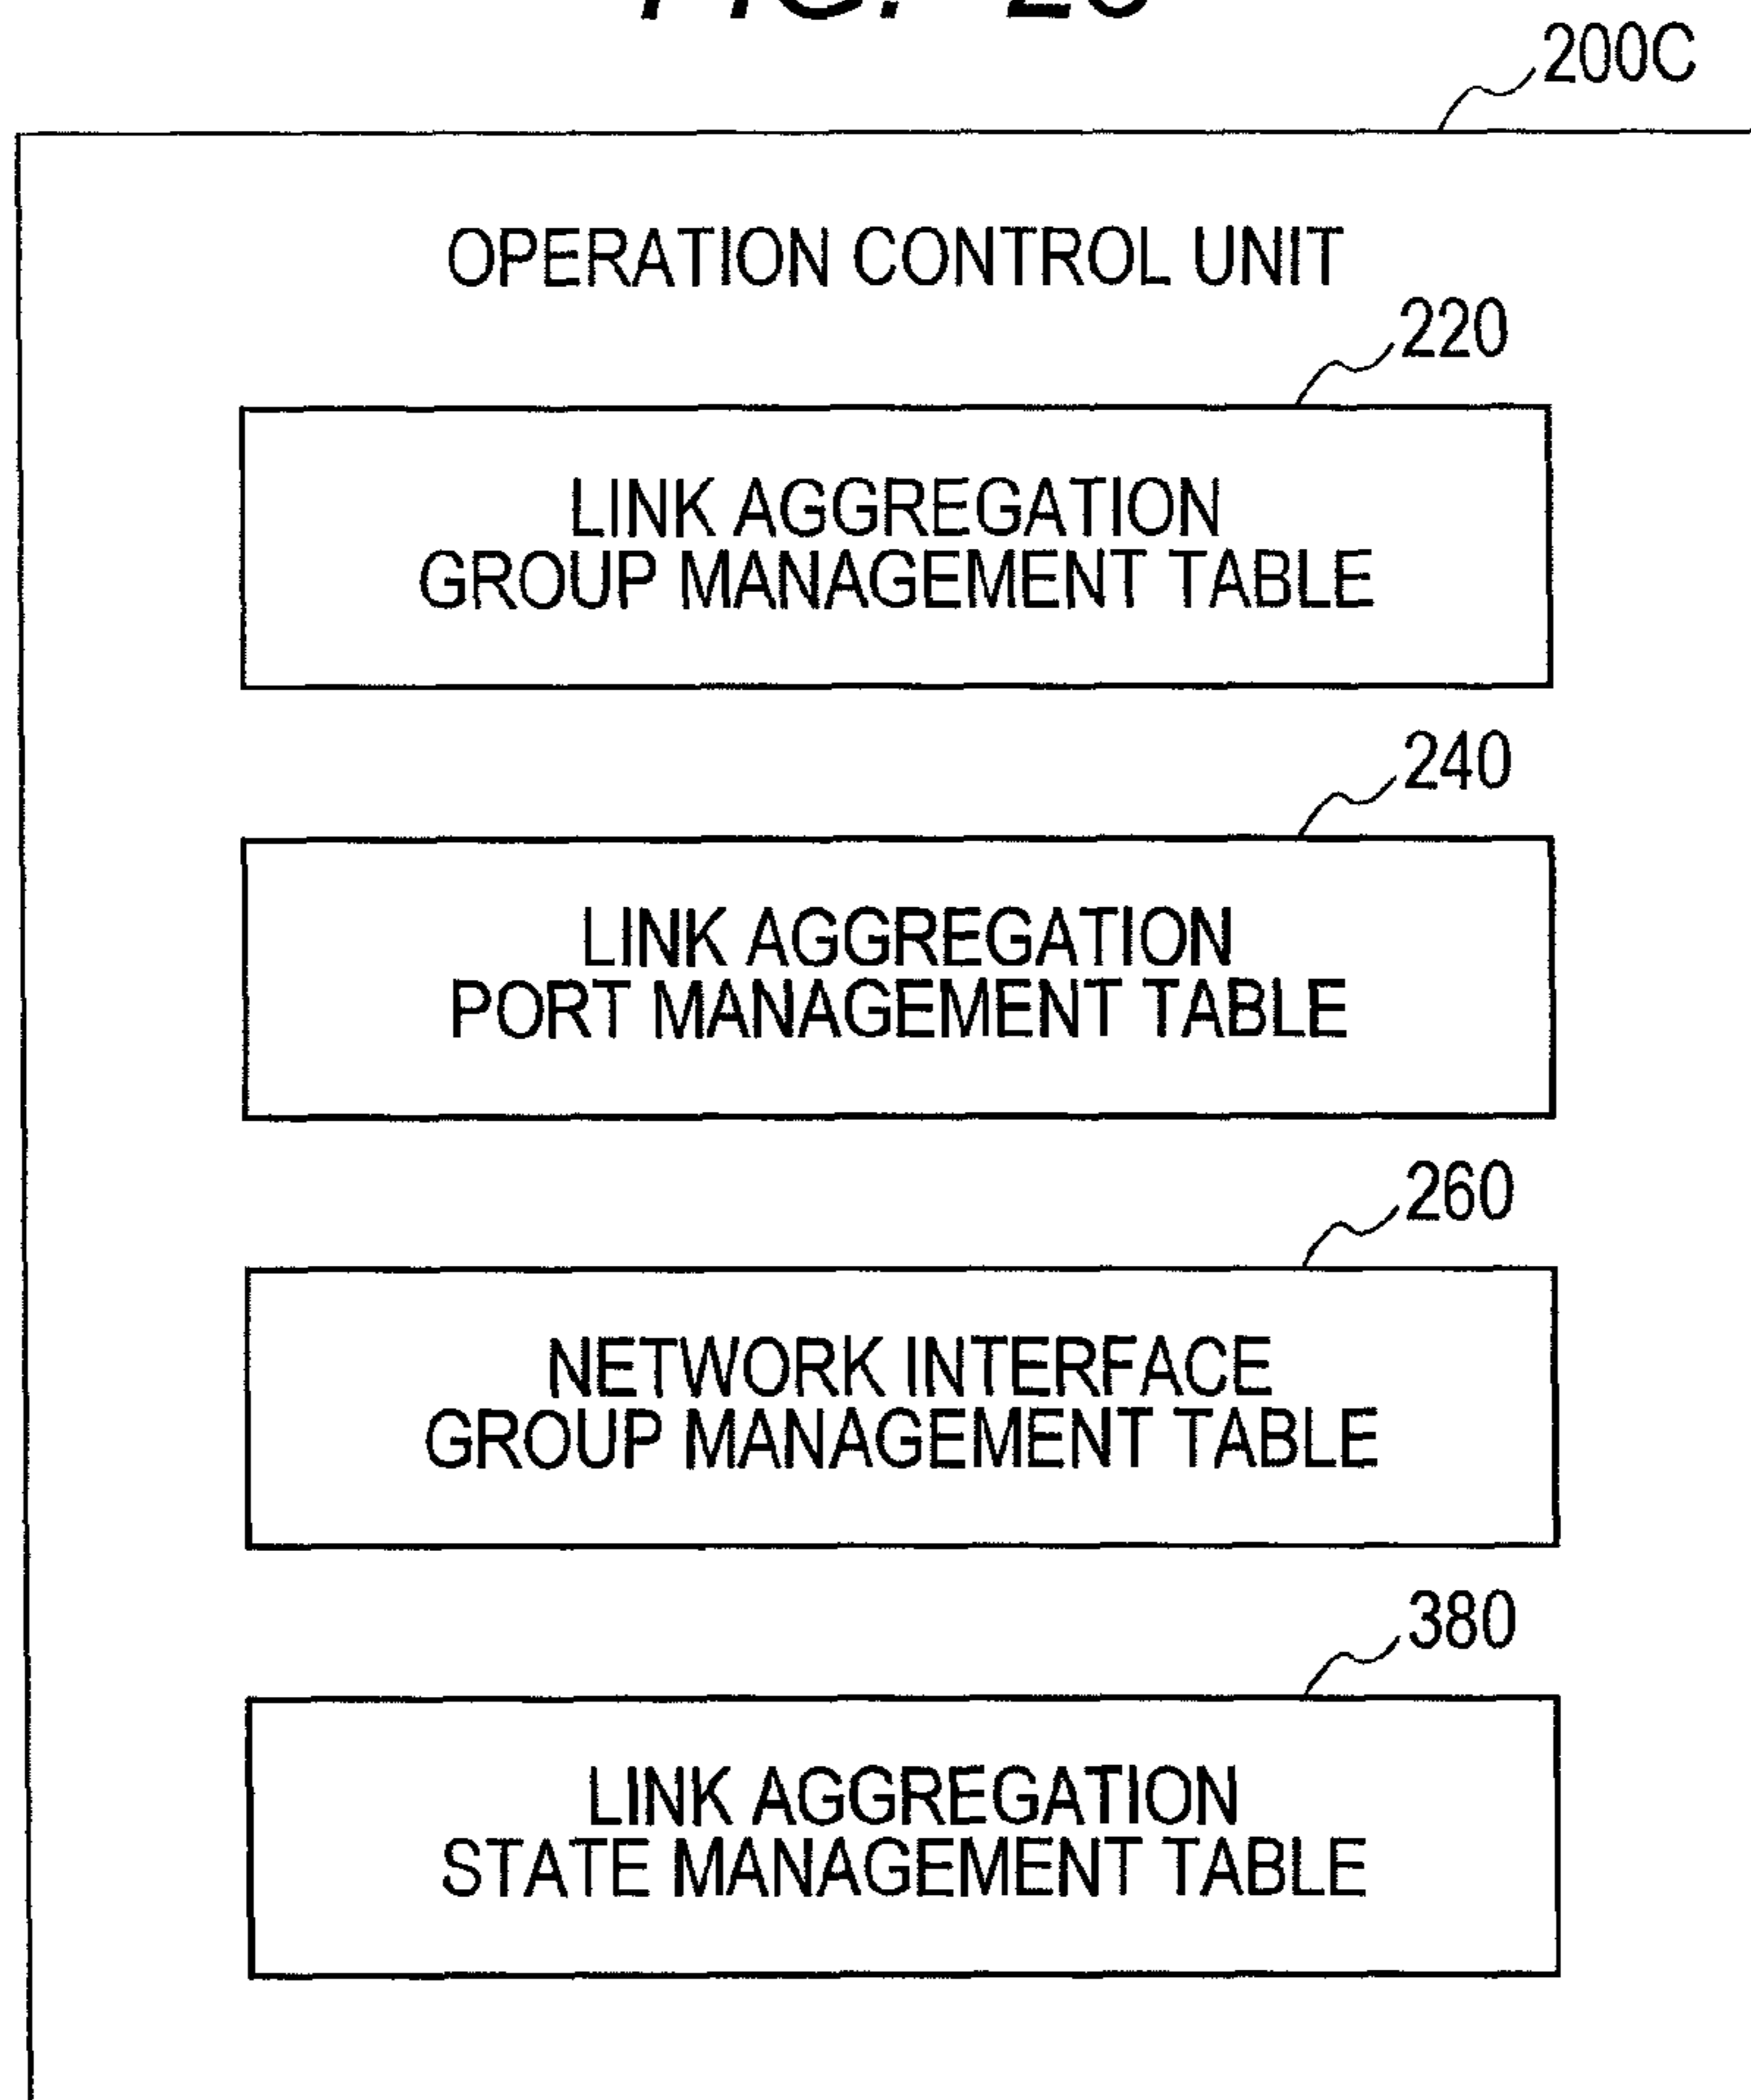 200C
OPERATION CONTROL UNIT
220
LINK AGGREGATION
GROUP MANAGEMENT TABLE
240
LINK AGGREGATION
PORT MANAGEMENT TABLE
260
NETWORK INTERFACE
GROUP MANAGEMENT TABLE
380
LINK AGGREGATION
STATE MANAGEMENT TABLE